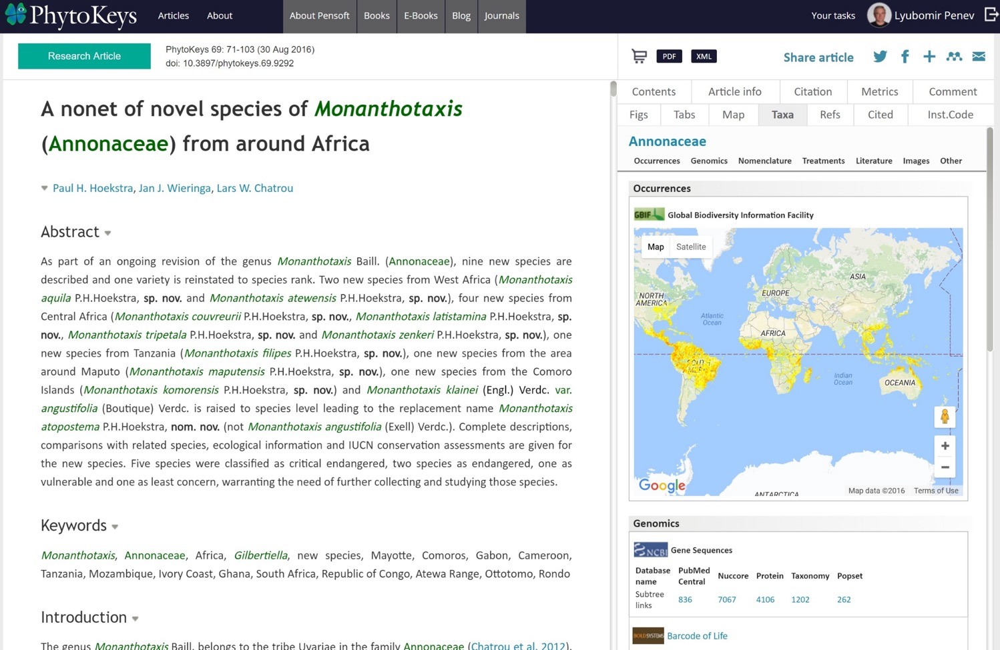 PhytoKeys
Articles
About
About Pensoft
Books
E-Books
Blog
Journals
Your tasks
Lyubomir Penev
Research Article
PhytoKeys 69: 71-103 (30 Aug 2016)
doi: 10.3897/phytokeys.69.9292
A nonet of novel species of Monanthotaxis
(Annonaceae) from around Africa
Paul H. Hoekstra, Jan J. Wieringa, Lars W. Chatrou
Abstract
As part of an ongoing revision of the genus Monanthotaxis Baill. (Annonaceae), nine new species are
described and one variety is reinstated to species rank. Two new species from West Africa (Monanthotaxis
aquila P.H.Hoekstra, sp. nov. and Monanthotaxis atewensis P.H.Hoekstra, sp. nov.), four new species from
Central Africa (Monanthotaxis couvreurii P.H.Hoekstra, sp. nov., Monanthotaxis latistamina P.H.Hoekstra, sp.
nov., Monanthotaxis tripetala P.H.Hoekstra, sp. nov. and Monanthotaxis zenkeri P.H.Hoekstra, sp. nov.), one
new species from Tanzania (Monanthotaxis filipes P.H.Hoekstra, sp. nov.), one new species from the area
around Maputo (Monanthotaxis maputensis P.H.Hoekstra, sp. nov.), one new species from the Comoro
Islands (Monanthotaxis komorensis P.H.Hoekstra, sp. nov.) and Monanthotaxis klainei (Engl.) Verdc. var.
angustifolia (Boutique) Verdc. is raised to species level leading to the replacement name Monanthotaxis
atopostema P.H.Hoekstra, nom. nov. (not Monanthotaxis angustifolia (Exell) Verdc.). Complete descriptions,
comparisons with related species, ecological information and IUCN conservation assessments are given for
the new species. Five species were classified as critical endangered, two species as endangered, one as
vulnerable and one as least concern, warranting the need of further collecting and studying those species.
Keywords
Monanthotaxis, Annonaceae, Africa, Gilbertiella, new species, Mayotte, Comoros, Gabon, Cameroon,
Tanzania, Mozambique, Ivory Coast, Ghana, South Africa, Republic of Congo, Atewa Range, Ottotomo, Rondo
Introduction
The genus Monanthotaxis Baill. belongs to the tribe Uvarieae in the family Annonaceae (Chatrou et al. 2012).
PDF
XML
Share article
Contents
Article info
Citation
Metrics
Comment
Figs
Tabs
Map
Taxa
Refs
Cited
Inst.Code
Annonaceae
Occurrences
Genomics
Nomenclature
Treatments
Literature
Images
Other
Occurrences
GBIF
Global Biodiversity Information Facility
Map
Satellite
ASIA
EUROPE
NORTH
AMERICA
Atlantic
Ocean
AFRICA
SOUTH
AMERICA
Indian
Ocean
OCEANIA
ANTARCTICA
Google
Map data ©2016
Terms of Use
Genomics
NCBI
Gene Sequences
Database name
PubMed Central
Nuccore
Protein
Taxonomy
Popset
Subtree links
836
7067
4106
1202
262
BOLDSYSTEMS
Barcode of Life